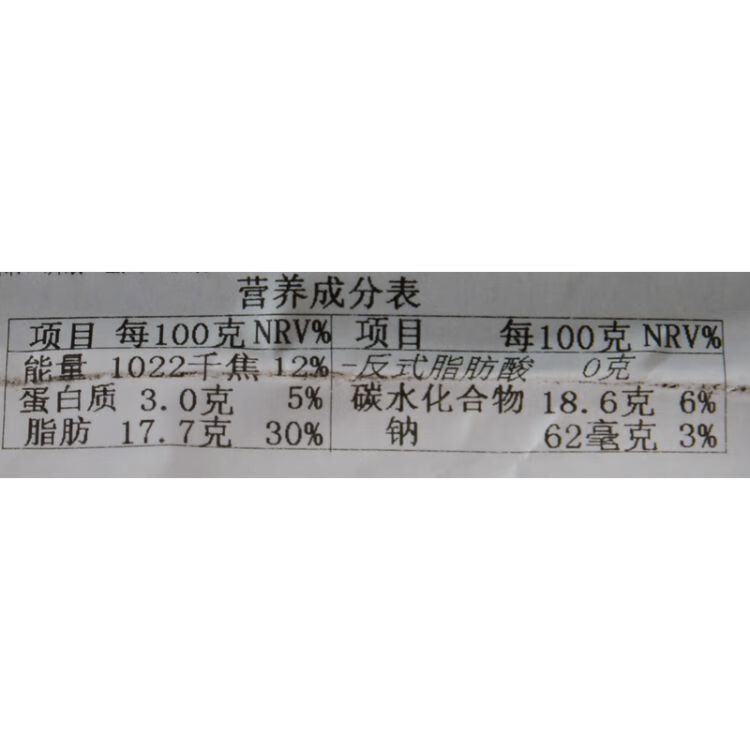 营养成分表
项目 每100克 NRV% 项目 每100克 NRV%
能量 1022千焦 12% -反式脂肪酸 0克
蛋白质 3.0克 5% 碳水化合物 18.6克 6%
脂肪 17.7克 30% 钠 62毫克 3%